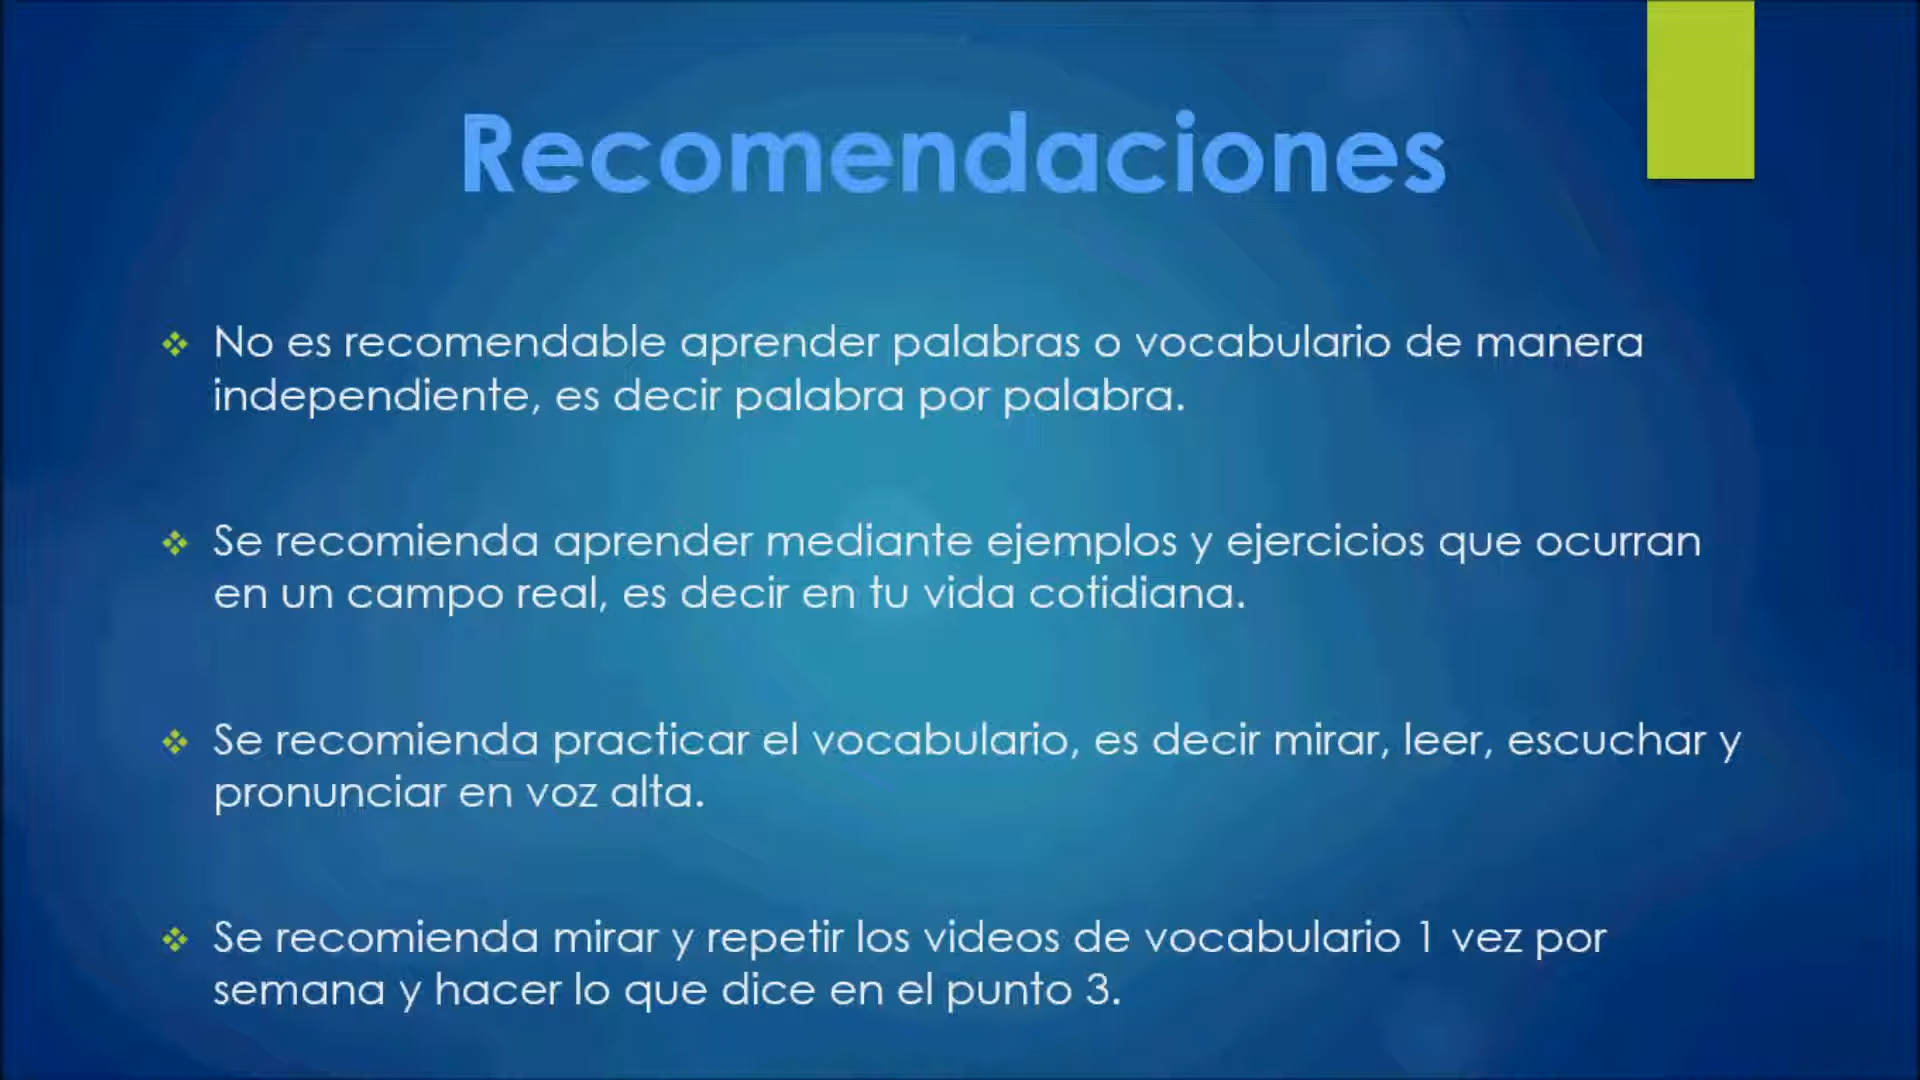 Recomendaciones
❖ No es recomendable aprender palabras o vocabulario de manera
independiente, es decir palabra por palabra.
❖ Se recomienda aprender mediante ejemplos y ejercicios que ocurran
en un campo real, es decir en tu vida cotidiana.
❖ Se recomienda practicar el vocabulario, es decir mirar, leer, escuchar y
pronunciar en voz alta.
❖ Se recomienda mirar y repetir los videos de vocabulario 1 vez por
semana y hacer lo que dice en el punto 3.